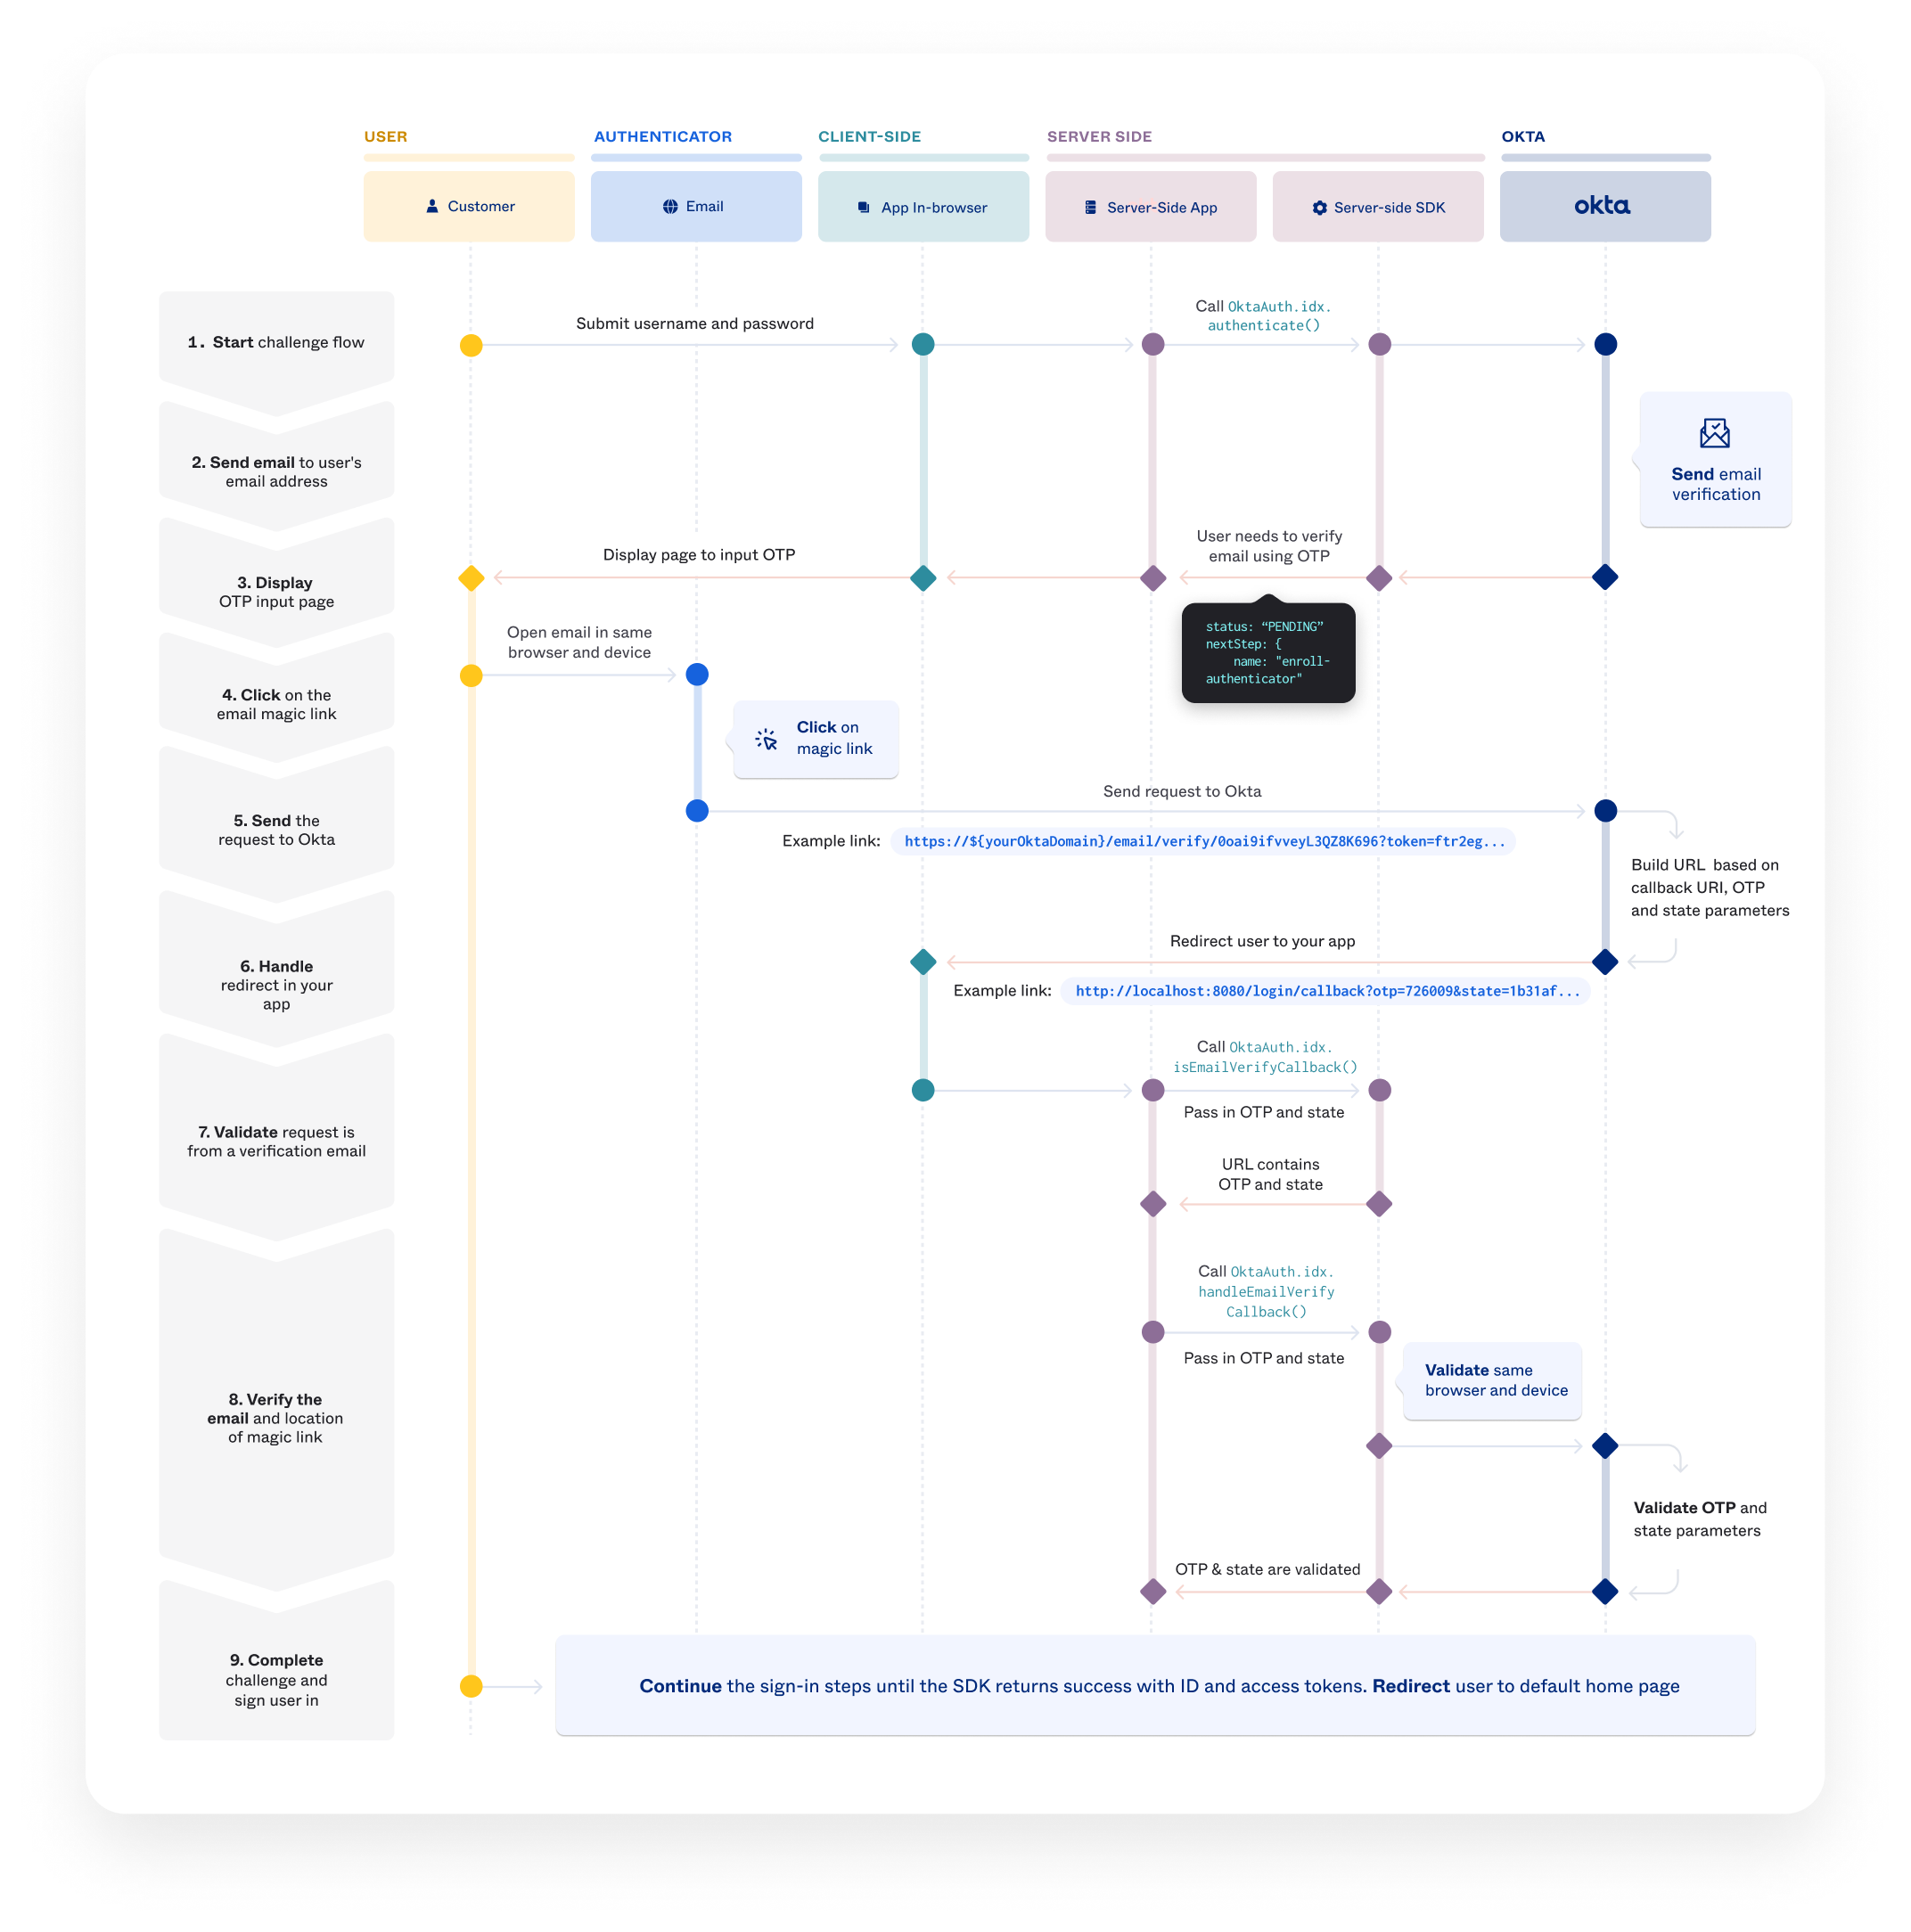 USER
AUTHENTICATOR
CLIENT-SIDE
SERVER SIDE
OKTA
Customer
Email
App In-browser
Server-Side App
Server-side SDK
okta
1. Start challenge flow
Submit username and password
Call OktaAuth.idx.
authenticate()
2. Send email to user's
email address
Send email
verification
3. Display
OTP input page
Display page to input OTP
User needs to verify
email using OTP
status: “PENDING”
nextStep: {
name: "enroll-
authenticator"
4. Click on the
email magic link
Open email in same
browser and device
Click on
magic link
5. Send the
request to Okta
Send request to Okta
Example link: https://${yourOktaDomain}/email/verify/0oai9ifvveyL3QZ8K696?token=ftr2eg...
Build URL based on
callback URI, OTP
and state parameters
6. Handle
redirect in your
app
Redirect user to your app
Example link: http://localhost:8080/login/callback?otp=726009&state=1b31af...
7. Validate request is
from a verification email
Call OktaAuth.idx.
isEmailVerifyCallback()
Pass in OTP and state
URL contains
OTP and state
8. Verify the
email and location
of magic link
Call OktaAuth.idx.
handleEmailVerify
Callback()
Pass in OTP and state
Validate same
browser and device
Validate OTP and
state parameters
OTP & state are validated
9. Complete
challenge and
sign user in
Continue the sign-in steps until the SDK returns success with ID and access tokens. Redirect user to default home page